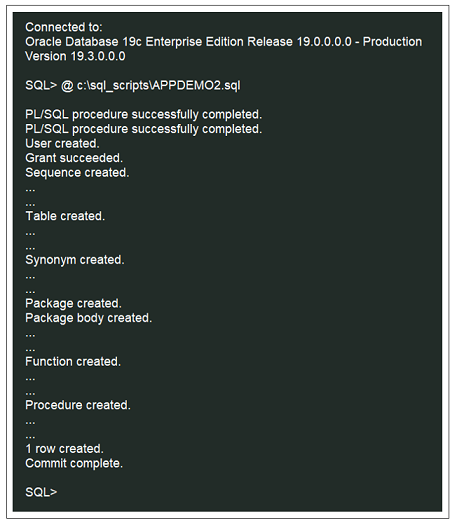 Connected to:
Oracle Database 19c Enterprise Edition Release 19.0.0.0.0 - Production
Version 19.3.0.0.0
SQL> @ c:\sql_scripts\APPDEMO2.sql
PL/SQL procedure successfully completed.
PL/SQL procedure successfully completed.
User created.
Grant succeeded.
Sequence created.
...
...
Table created.
...
...
Synonym created.
...
...
Package created.
Package body created.
...
...
Function created.
...
...
Procedure created.
...
...
1 row created.
Commit complete.
SQL>